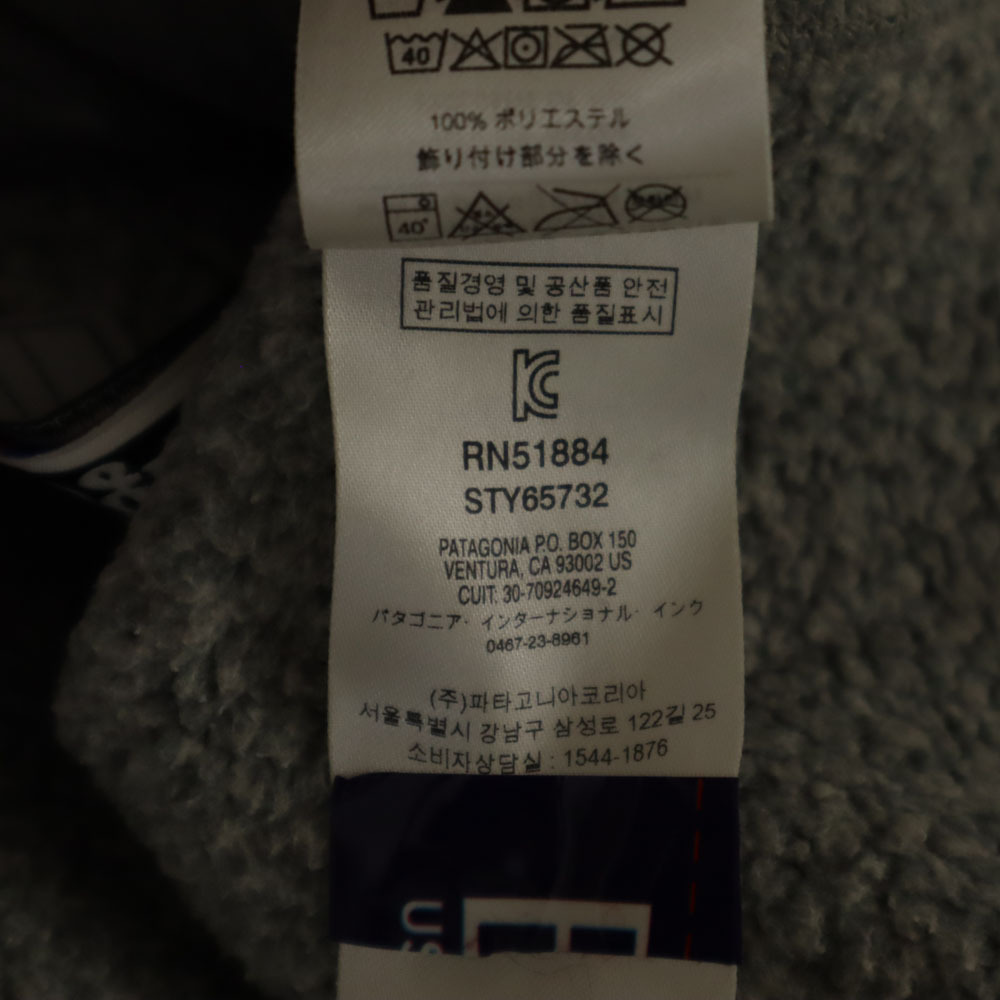 40
100% ポリエステル
飾り付け部分を除く
40°
품질경영 및 공산품 안전
관리법에 의한 품질표시
KC
RN51884
STY65732
PATAGONIA P.O. BOX 150
VENTURA, CA 93002 US
CUIT: 30-70924649-2
パタゴニア・インターナショナル・インク
0467-23-8961
(주)파타고니아코리아
서울특별시 강남구 삼성로 122길 25
소비자상담실 : 1544-1876